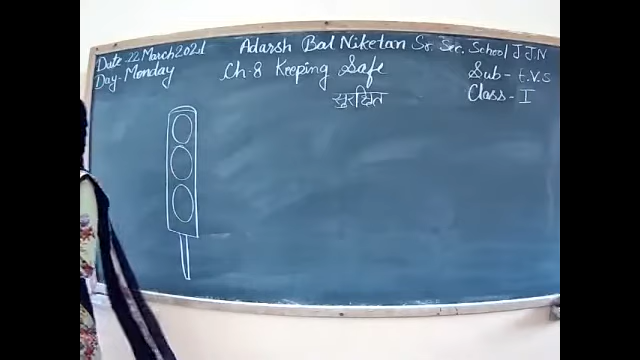 Date-22 March 2021
Day-Monday
Adarsh Bal Niketan Sr. Sec. School JJN
Ch-8 Keeping Safe
सुरक्षित
Sub-E.V.S
Class-I